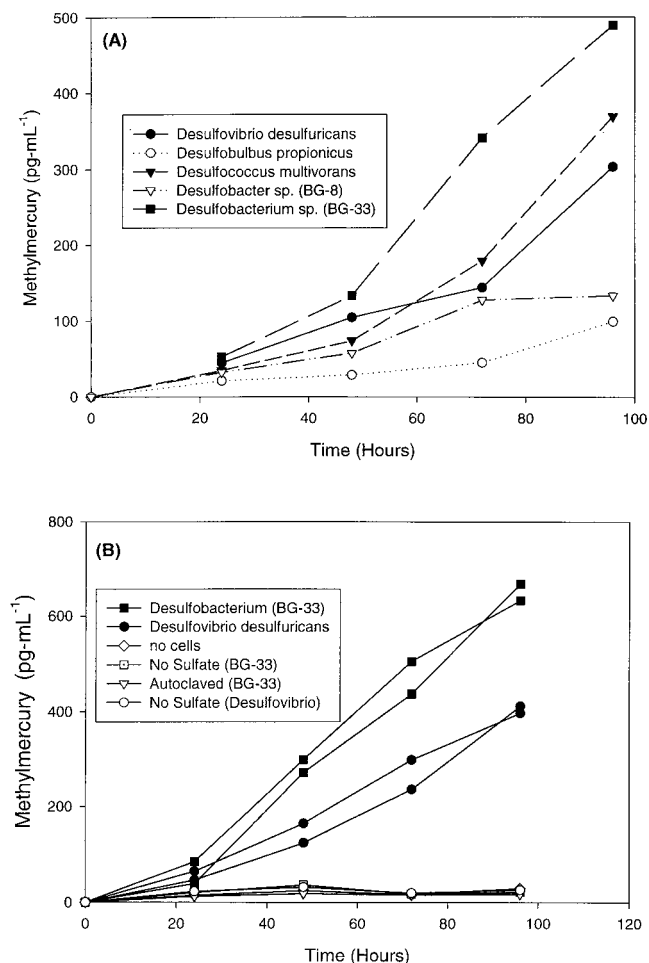 (A)
500
400
300
200
100
0
Methylmercury (pg-mL-1)
Desulfovibrio desulfuricans
Desulfobulbus propionicus
Desulfococcus multivorans
Desulfobacter sp. (BG-8)
Desulfobacterium sp. (BG-33)
0 20 40 60 80 100
Time (Hours)
(B)
800
600
400
200
0
Methylmercury (pg-mL-1)
Desulfobacterium (BG-33)
Desulfovibrio desulfuricans
no cells
No Sulfate (BG-33)
Autoclaved (BG-33)
No Sulfate (Desulfovibrio)
0 20 40 60 80 100 120
Time (Hours)